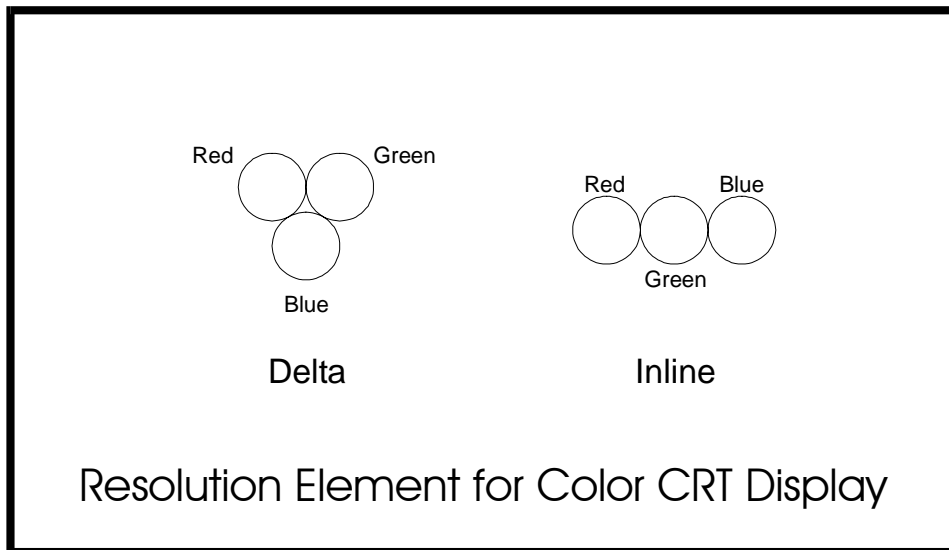 Red
Green
Blue
Delta
Red
Blue
Green
Inline
Resolution Element for Color CRT Display